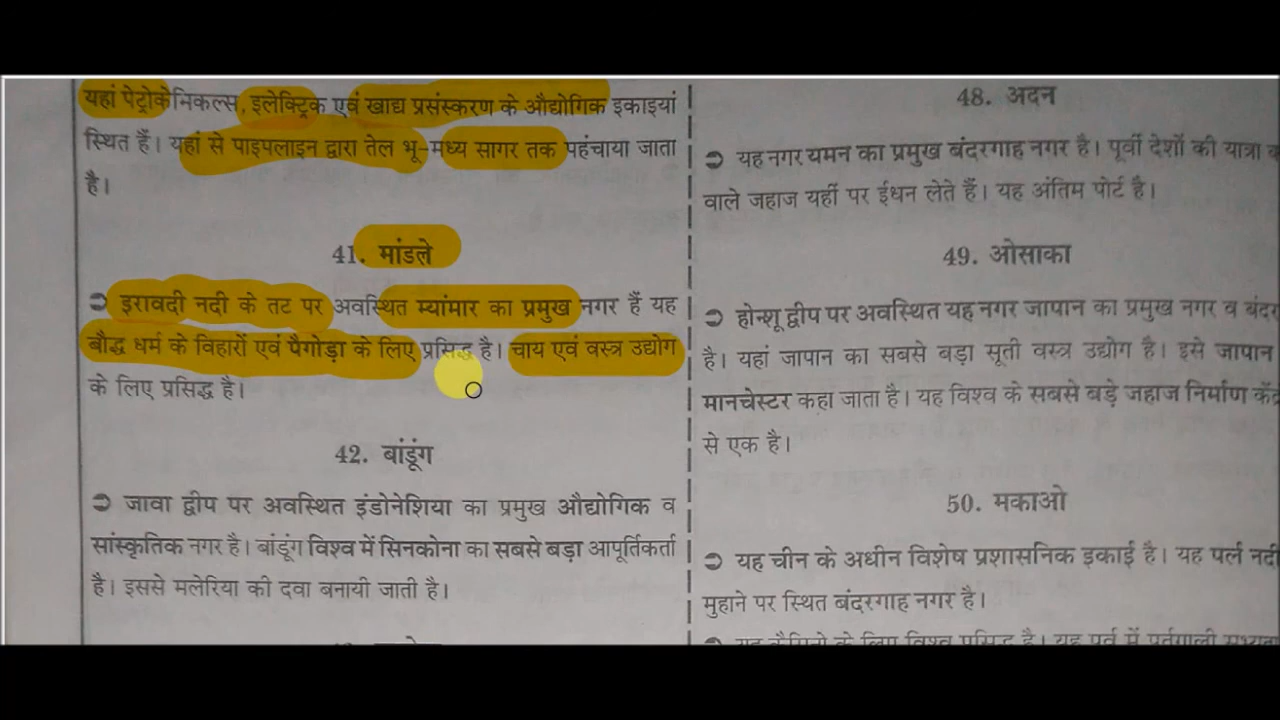 यहां पेट्रोकेनिकल्स, इलेक्ट्रिक एवं खाद्य प्रसंस्करण के औद्योगिक इकाइयां
स्थित हैं। यहां से पाइपलाइन द्वारा तेल भू-मध्य सागर तक पहुंचाया जाता
है।
41. मांडले
इरावदी नदी के तट पर अवस्थित म्यांमार का प्रमुख नगर हैं यह
बौद्ध धर्म के विहारों एवं पैगोड़ा के लिए प्रसिद्ध है। चाय एवं वस्त्र उद्योग
के लिए प्रसिद्ध है।
42. बांडूंग
जावा द्वीप पर अवस्थित इंडोनेशिया का प्रमुख औद्योगिक व
सांस्कृतिक नगर है। बांडूंग विश्व में सिनकोना का सबसे बड़ा आपूर्तिकर्ता
है। इससे मलेरिया की दवा बनायी जाती है।
48. अदन
यह नगर यमन का प्रमुख बंदरगाह नगर है। पूर्वी देशों की यात्रा
वाले जहाज यहीं पर ईधन लेते हैं। यह अंतिम पोर्ट है।
49. ओसाका
होन्शू द्वीप पर अवस्थित यह नगर जापान का प्रमुख नगर व
है। यहां जापान का सबसे बड़ा सूती वस्त्र उद्योग है। इसे जापान
मानचेस्टर कहा जाता है। यह विश्व के सबसे बड़े जहाज निर्माण
से एक है।
50. मकाओ
यह चीन के अधीन विशेष प्रशासनिक इकाई है। यह पर्ल नदी
मुहाने पर स्थित बंदरगाह नगर है।